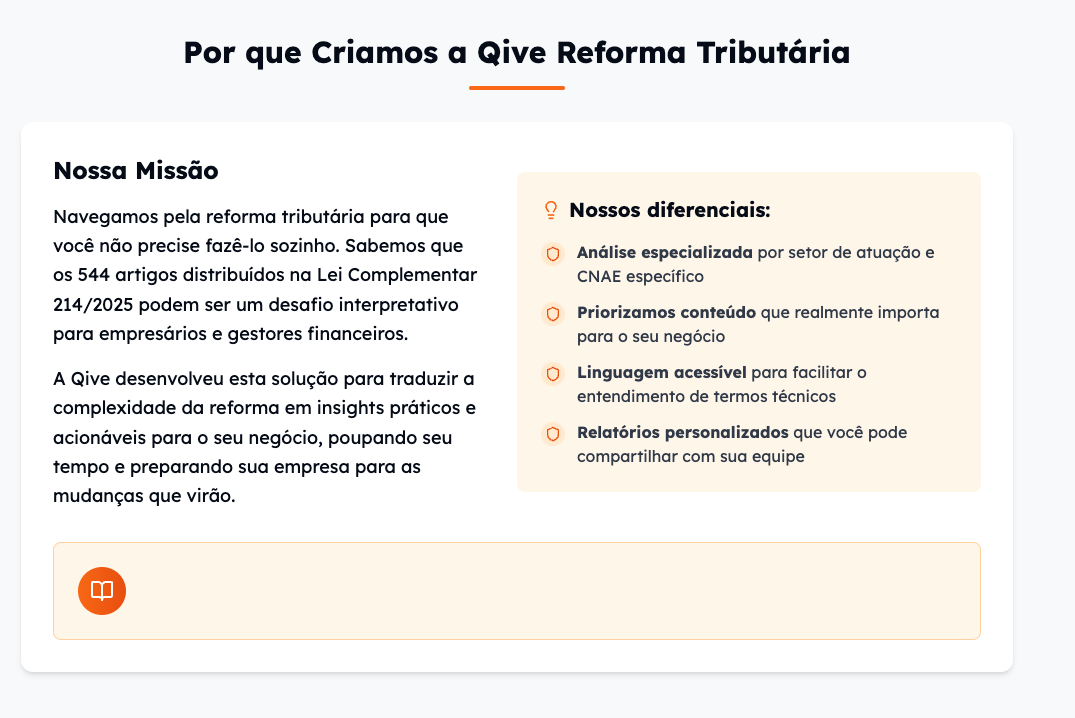 Por que Criamos a Qive Reforma Tributária
Nossa Missão
Navegamos pela reforma tributária para que
você não precise fazê-lo sozinho. Sabemos que
os 544 artigos distribuídos na Lei Complementar
214/2025 podem ser um desafio interpretativo
para empresários e gestores financeiros.
A Qive desenvolveu esta solução para traduzir a
complexidade da reforma em insights práticos e
acionáveis para o seu negócio, poupando seu
tempo e preparando sua empresa para as
mudanças que virão.
Nossos diferenciais:
Análise especializada por setor de atuação e
CNAE específico
Priorizamos conteúdo que realmente importa
para o seu negócio
Linguagem acessível para facilitar o
entendimento de termos técnicos
Relatórios personalizados que você pode
compartilhar com sua equipe